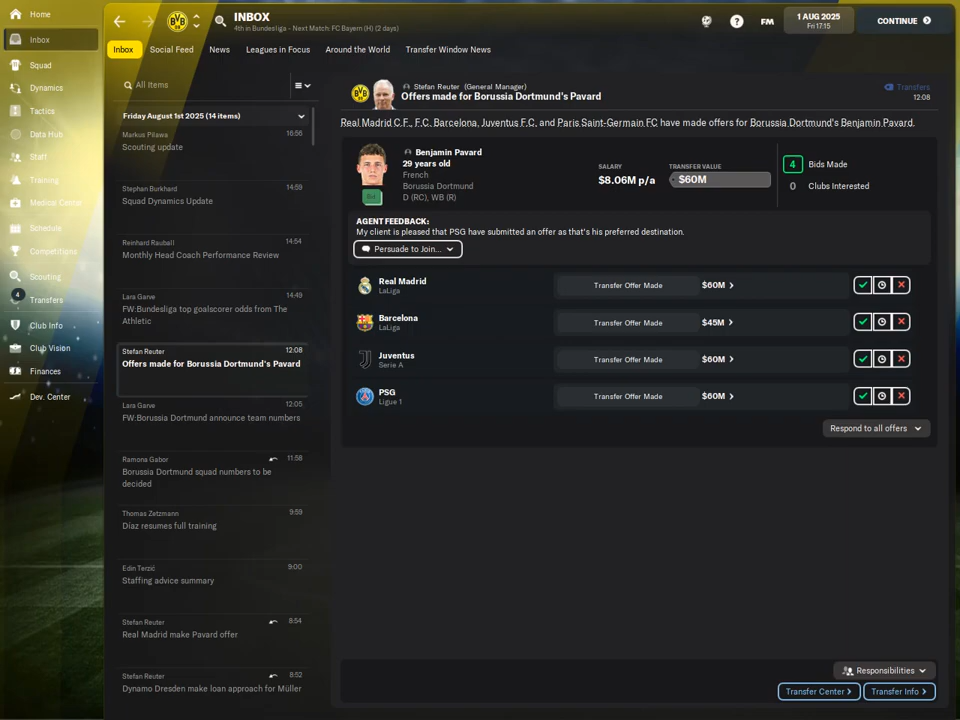 Home
Inbox
Squad
Dynamics
Tactics
Data Hub
Staff
Training
Medical Center
Schedule
Competitions
Scouting
4
Transfers
Club Info
Club Vision
Finances
Dev. Center
INBOX
4th in Bundesliga - Next Match: FC Bayern (H) (2 days)
FM
1 AUG 2025
Fri 17:15
CONTINUE
Inbox
Social Feed
News
Leagues in Focus
Around the World
Transfer Window News
All Items
Friday August 1st 2025 (14 items)
Markus Pilawa
16:56
Scouting update
Stephan Burkhard
14:59
Squad Dynamics Update
Reinhard Rauball
14:54
Monthly Head Coach Performance Review
Lara Garve
14:49
FW:Bundesliga top goalscorer odds from The
Athletic
Stefan Reuter
12:08
Offers made for Borussia Dortmund's Pavard
Lara Garve
12:05
FW:Borussia Dortmund announce team numbers
Ramona Gabor
11:58
Borussia Dortmund squad numbers to be
decided
Thomas Zetzmann
9:59
Díaz resumes full training
Edin Terzić
9:00
Staffing advice summary
Stefan Reuter
8:54
Real Madrid make Pavard offer
Stefan Reuter
8:52
Dynamo Dresden make loan approach for Müller
Stefan Reuter (General Manager)
Offers made for Borussia Dortmund's Pavard
Transfers
12:08
Real Madrid C.F., F.C. Barcelona, Juventus F.C. and Paris Saint-Germain FC have made offers for Borussia Dortmund's Benjamin Pavard.
Benjamin Pavard
29 years old
French
Borussia Dortmund
D (RC), WB (R)
SALARY
$8.06M p/a
TRANSFER VALUE
$60M
4 Bids Made
0 Clubs Interested
AGENT FEEDBACK:
My client is pleased that PSG have submitted an offer as that's his preferred destination.
Persuade to Join...
Real Madrid
LaLiga
Transfer Offer Made
$60M
Barcelona
LaLiga
Transfer Offer Made
$45M
Juventus
Serie A
Transfer Offer Made
$60M
PSG
Ligue 1
Transfer Offer Made
$60M
Respond to all offers
Responsibilities
Transfer Center
Transfer Info